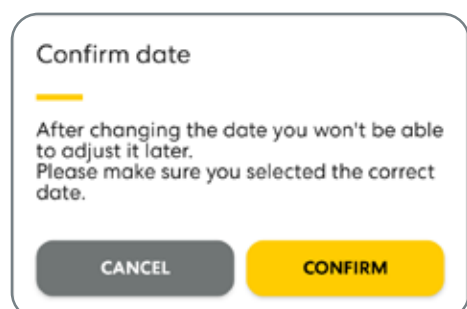 Confirm date
After changing the date you won't be able
to adjust it later.
Please make sure you selected the correct
date.
CANCEL
CONFIRM